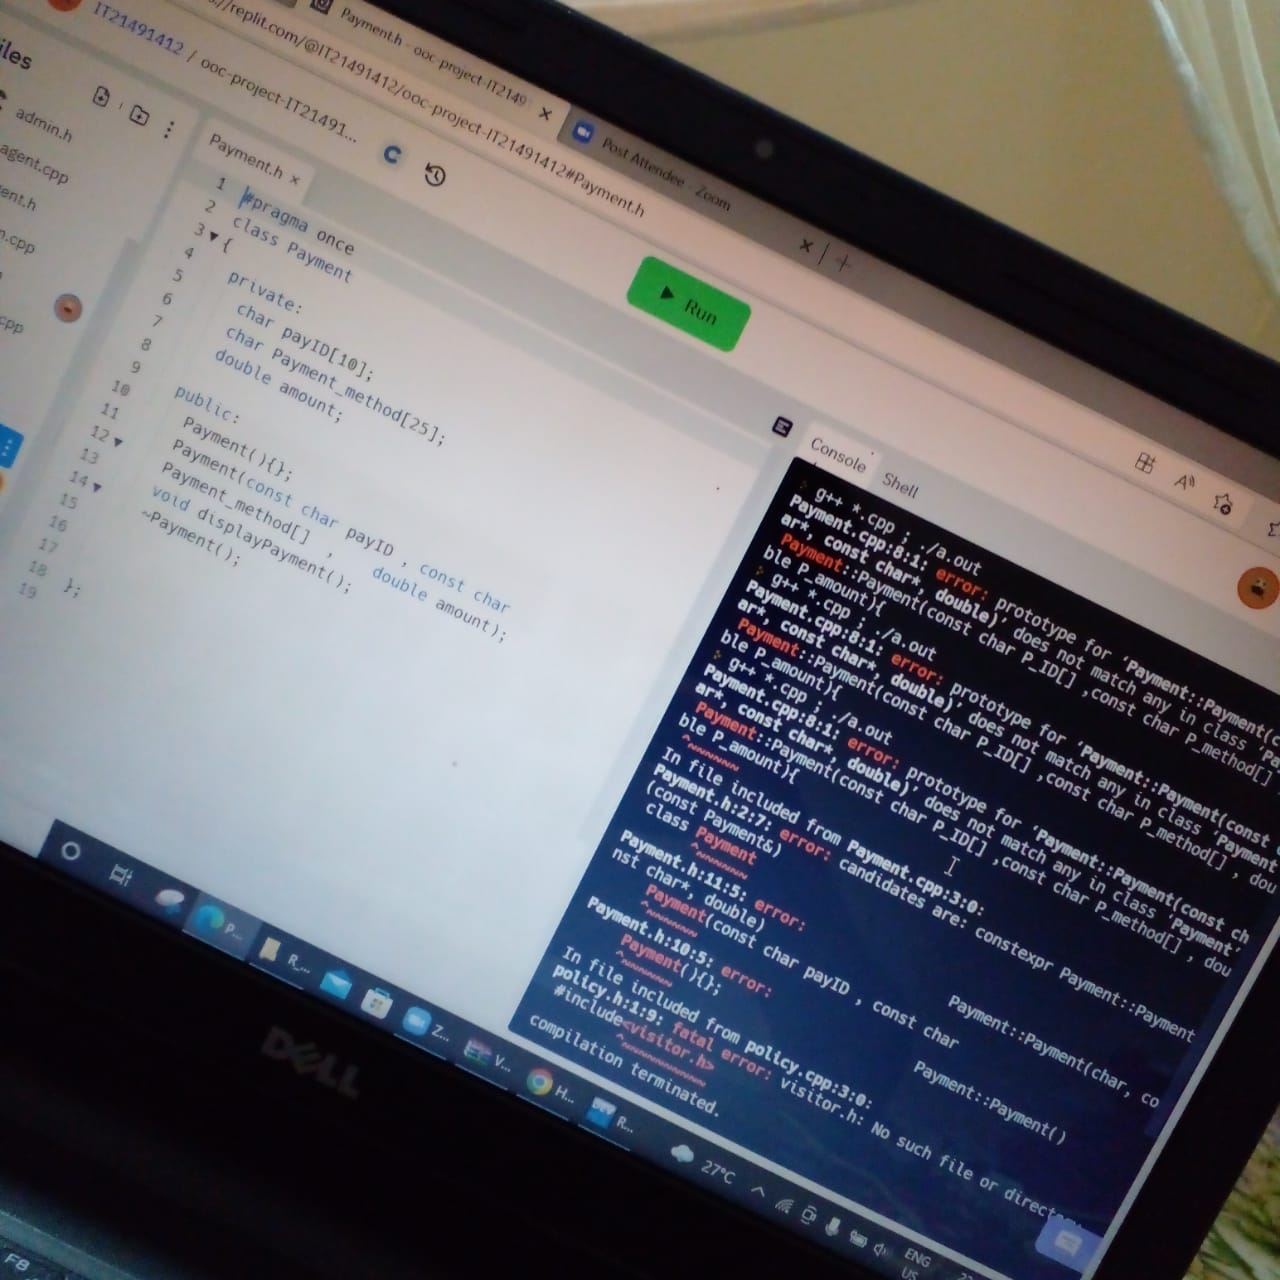 Payment.h - ooc-project-IT2149
Post Attendee - Zoom
//replit.com/@IT21491412/ooc-project-IT21491412#Payment.h
IT21491412 / ooc-project-IT21491...
Run
iles
admin.h
agent.cpp
ent.h
n.cpp
cpp
Payment.h
1 #pragma once
2 class Payment
3 {
4
5 private:
6 char payID[10];
7 char Payment_method[25];
8 double amount;
9
10 public:
11 Payment(){};
12 Payment(const char payID , const char
Payment_method[] , double amount);
13 void displayPayment();
14 ~Payment();
15
16
17
18 };
19
Console
Shell
g++ *.cpp ; ./a.out
Payment.cpp:8:1: error: prototype for ‘Payment::Payment(c
ar*, const char*, double)’ does not match any in class ‘Pa
Payment::Payment(const char P_ID[] ,const char P_method[]
ble P_amount){
g++ *.cpp ; ./a.out
Payment.cpp:8:1: error: prototype for ‘Payment::Payment(const
ar*, const char*, double)’ does not match any in class ‘Payment
Payment::Payment(const char P_ID[] ,const char P_method[] , dou
ble P_amount){
g++ *.cpp ; ./a.out
Payment.cpp:8:1: error: prototype for ‘Payment::Payment(const ch
ar*, const char*, double)’ does not match any in class ‘Payment’
Payment::Payment(const char P_ID[] ,const char P_method[] , dou
ble P_amount){
^~~~~~~
In file included from Payment.cpp:3:0:
Payment.h:2:7: error: candidates are: constexpr Payment::Payment
(const Payment&)
class Payment
^~~~~~~
Payment.h:11:5: error: Payment::Payment(char, co
nst char*, double)
Payment(const char payID , const char
^~~~~~~
Payment.h:10:5: error: Payment::Payment()
Payment(){};
^~~~~~~
In file included from policy.cpp:3:0:
policy.h:1:9: fatal error: visitor.h: No such file or direct
#include<visitor.h>
^~~~~~~~~~~
compilation terminated.
P...
R_...
Z...
V...
H...
R...
27°C
ENG
US
DELL
F8